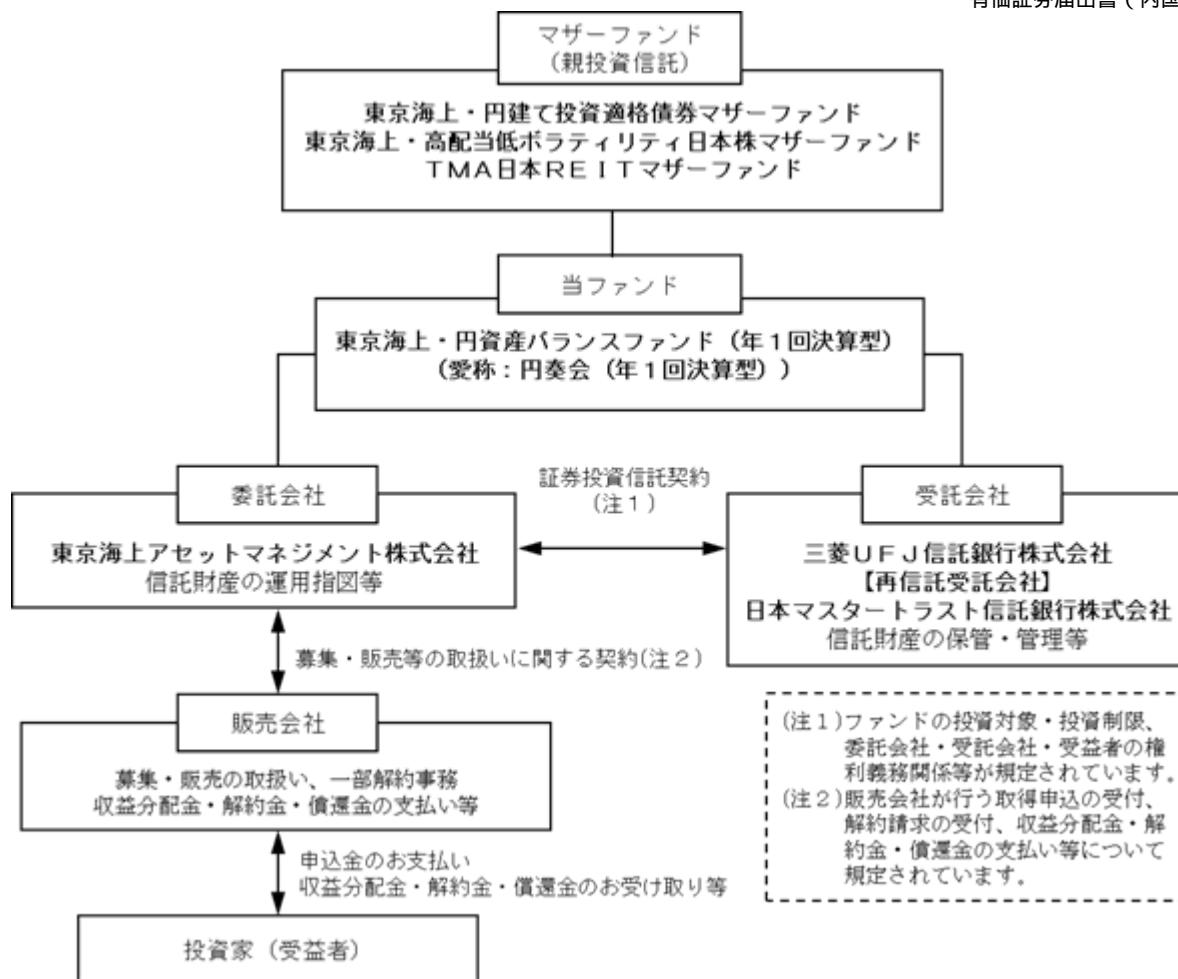 有価証券届出書(内国
マザーファンド
(親投資信託)
東京海上・円建て投資適格債券マザーファンド
東京海上・高配当低ボラティリティ日本株マザーファンド
TMA日本REITマザーファンド
当ファンド
東京海上・円資産バランスファンド(年1回決算型)
(愛称:円奏会(年1回決算型))
委託会社
東京海上アセットマネジメント株式会社
信託財産の運用指図等
証券投資信託契約
(注1)
受託会社
三菱UFJ信託銀行株式会社
【再信託受託会社】
日本マスタートラスト信託銀行株式会社
信託財産の保管・管理等
募集・販売等の取扱いに関する契約(注2)
販売会社
募集・販売の取扱い、一部解約事務
収益分配金・解約金・償還金の支払い等
申込金のお支払い
収益分配金・解約金・償還金のお受け取り等
投資家(受益者)
(注1)ファンドの投資対象・投資制限、
委託会社・受託会社・受益者の権
利義務関係等が規定されています。
(注2)販売会社が行う取得申込の受付、
解約請求の受付、収益分配金・解
約金・償還金の支払い等について
規定されています。